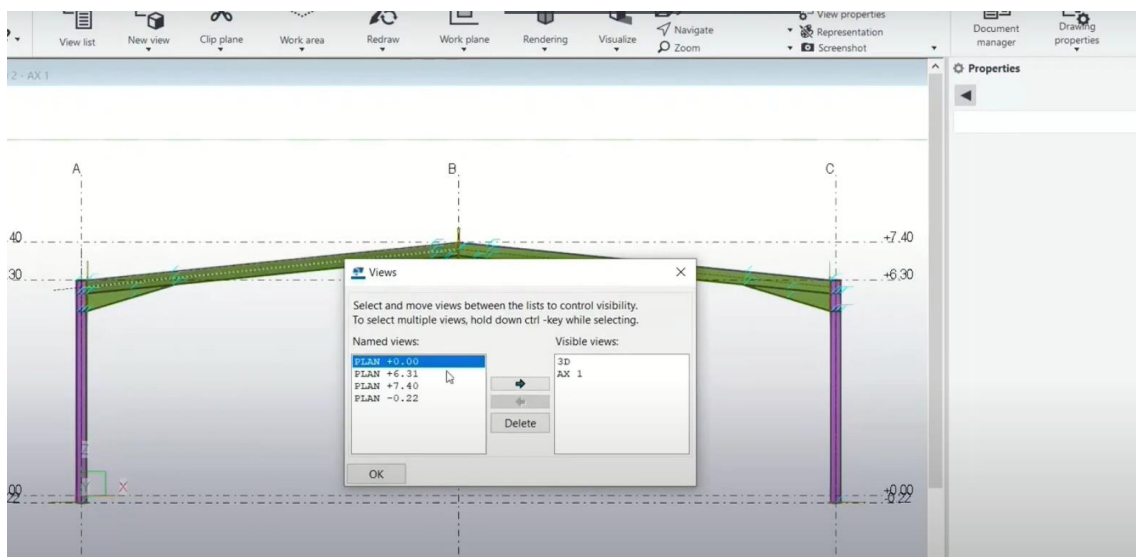 View list
New view
Clip plane
Work area
Redraw
Work plane
Rendering
Visualize
Navigate
Zoom
View properties
Representation
Screenshot
Document manager
Drawing properties
- AX 1
Properties
A
B
C
40
+7.40
30
+6.30
Views
Select and move views between the lists to control visibility.
To select multiple views, hold down ctrl -key while selecting.
Named views:
Visible views:
PLAN +0.00
PLAN +6.31
PLAN +7.40
PLAN -0.22
3D
AX 1
Delete
OK
Z
Y
X
+0.00